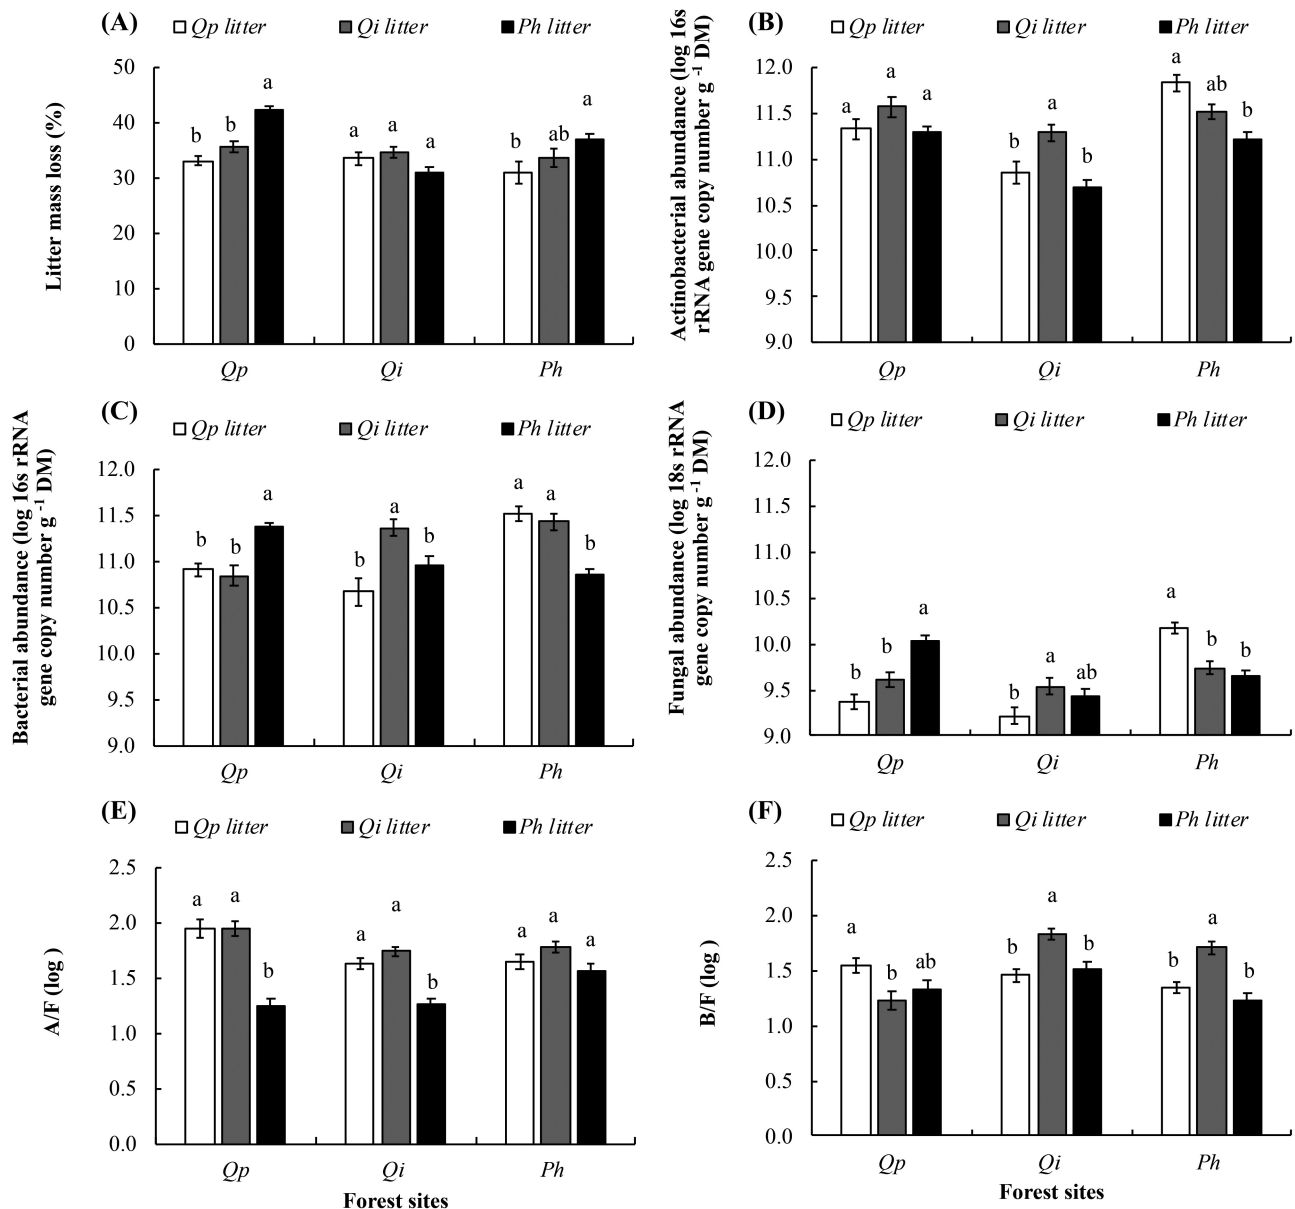 (A)
Qp litter Qi litter Ph litter
Litter mass loss (%)
50
40
30
20
10
0
b b a
a a a
b ab a
Qp Qi Ph
(B)
Qp litter Qi litter Ph litter
Actinobacterial abundance (log 16s
rRNA gene copy number g -1 DM)
12.0
11.5
11.0
10.5
10.0
9.5
9.0
a a a
b a b
a ab b
Qp Qi Ph
(C)
Qp litter Qi litter Ph litter
Bacterial abundance (log 16s rRNA
gene copy number g -1 DM)
12.0
11.5
11.0
10.5
10.0
9.5
9.0
b b a
b a b
a a b
Qp Qi Ph
(D)
Qp litter Qi litter Ph litter
Fungal abundance (log 18s rRNA
gene copy number g -1 DM)
12.0
11.5
11.0
10.5
10.0
9.5
9.0
b b a
b a ab
a b b
Qp Qi Ph
(E)
Qp litter Qi litter Ph litter
A/F (log )
2.5
2.0
1.5
1.0
0.5
0.0
a a b
a a b
a a a
Qp Qi Ph
Forest sites
(F)
Qp litter Qi litter Ph litter
B/F (log )
2.5
2.0
1.5
1.0
0.5
0.0
a b ab
b a b
b a b
Qp Qi Ph
Forest sites